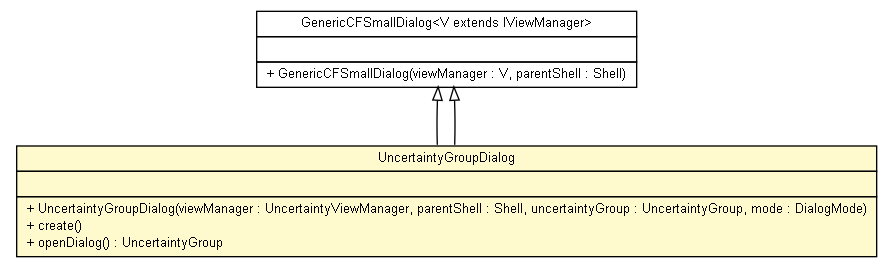 GenericCFSmallDialog<V extends IViewManager>
+ GenericCFSmallDialog(viewManager : V, parentShell : Shell)
UncertaintyGroupDialog
+ UncertaintyGroupDialog(viewManager : UncertaintyViewManager, parentShell : Shell, uncertaintyGroup : UncertaintyGroup, mode : DialogMode)
+ create()
+ openDialog() : UncertaintyGroup